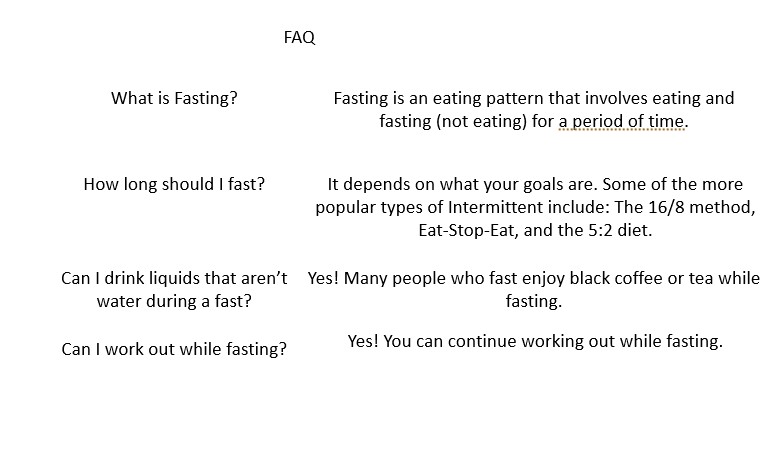 FAQ
What is Fasting?
Fasting is an eating pattern that involves eating and
fasting (not eating) for a period of time.
How long should I fast?
It depends on what your goals are. Some of the more
popular types of Intermittent include: The 16/8 method,
Eat-Stop-Eat, and the 5:2 diet.
Can I drink liquids that aren’t
water during a fast?
Yes! Many people who fast enjoy black coffee or tea while
fasting.
Can I work out while fasting?
Yes! You can continue working out while fasting.